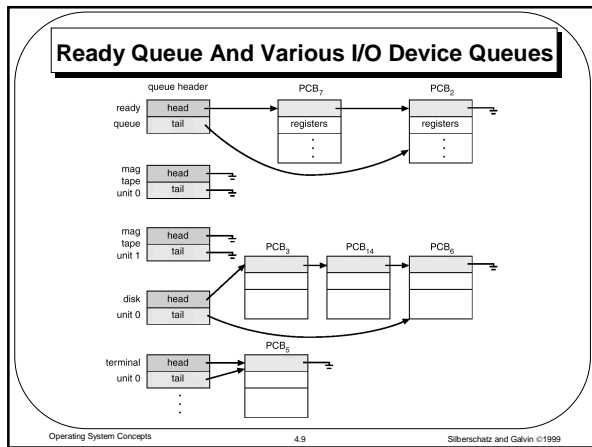 Ready Queue And Various I/O Device Queues
queue header PCB7 PCB2
ready head
queue tail registers registers
mag head
tape
unit 0 tail
mag head
tape
unit 1 tail
PCB3 PCB14 PCB6
disk head
unit 0 tail
PCB5
terminal head
unit 0 tail
Operating System Concepts 4.9 Silberschatz and Galvin ©1999